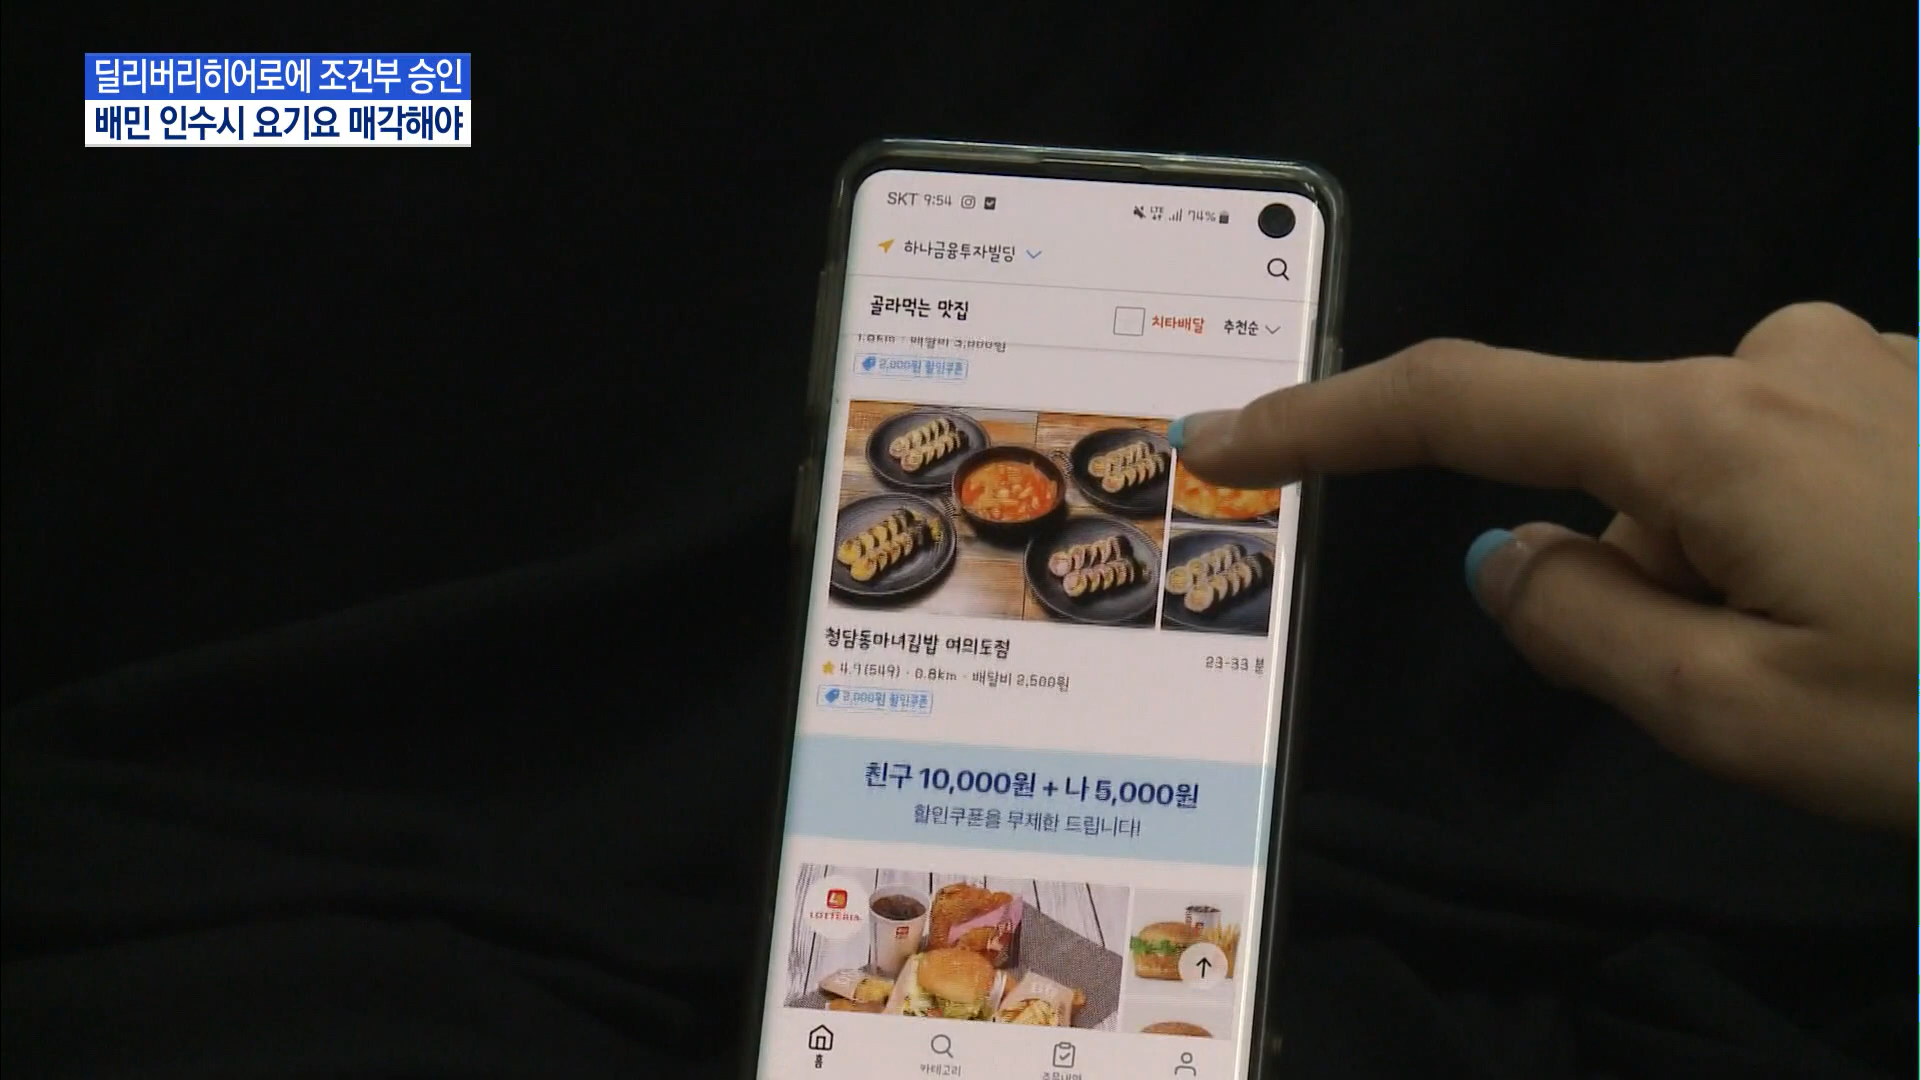 딜리버리히어로에 조건부 승인
배민 인수시 요기요 매각해야
SKT 9:54
LTE 74%
하나금융투자빌딩
골라먹는 맛집
치타배달 추천순
2,000원 할인쿠폰
청담동마녀김밥 여의도점
23-33 분
4.9(549) · 0.8km · 배달비 2,500원
2,000원 할인쿠폰
친구 10,000원 + 나 5,000원
할인쿠폰을 무제한 드립니다!
LOTTERIA
홈
카테고리